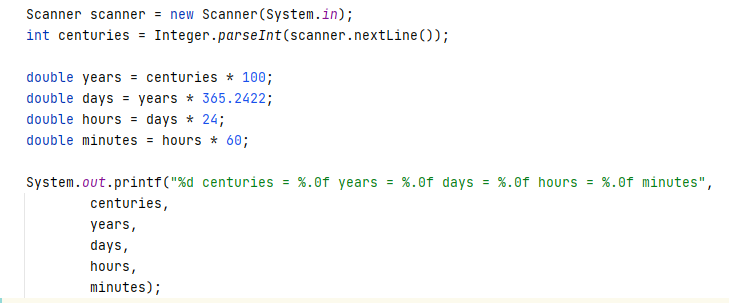 Scanner scanner = new Scanner(System.in);
int centuries = Integer.parseInt(scanner.nextLine());
double years = centuries * 100;
double days = years * 365.2422;
double hours = days * 24;
double minutes = hours * 60;
System.out.printf("%d centuries = %.0f years = %.0f days = %.0f hours = %.0f minutes",
centuries,
years,
days,
hours,
minutes);